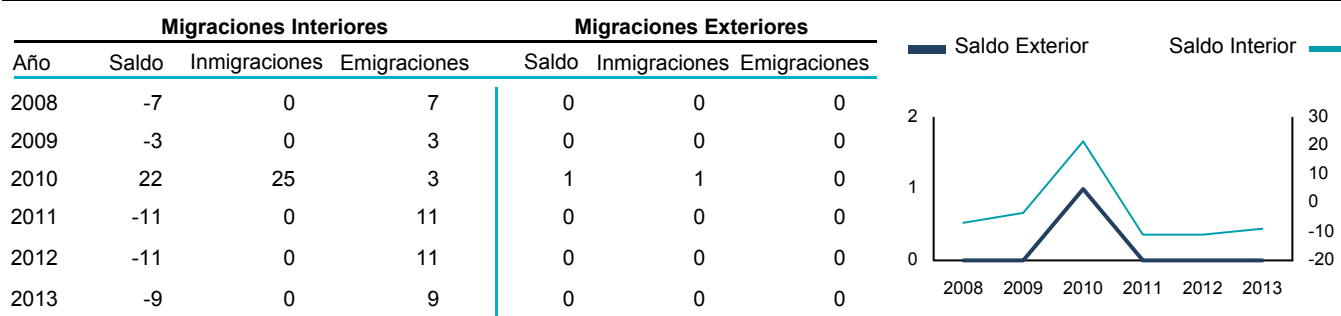 Migraciones Interiores Migraciones Exteriores
Año Saldo Inmigraciones Emigraciones Saldo Inmigraciones Emigraciones
2008 -7 0 7 0 0 0
2009 -3 0 3 0 0 0
2010 22 25 3 1 1 0
2011 -11 0 11 0 0 0
2012 -11 0 11 0 0 0
2013 -9 0 9 0 0 0
Saldo Exterior Saldo Interior
2 30
20
1 10
0
-10
0 -20
2008 2009 2010 2011 2012 2013